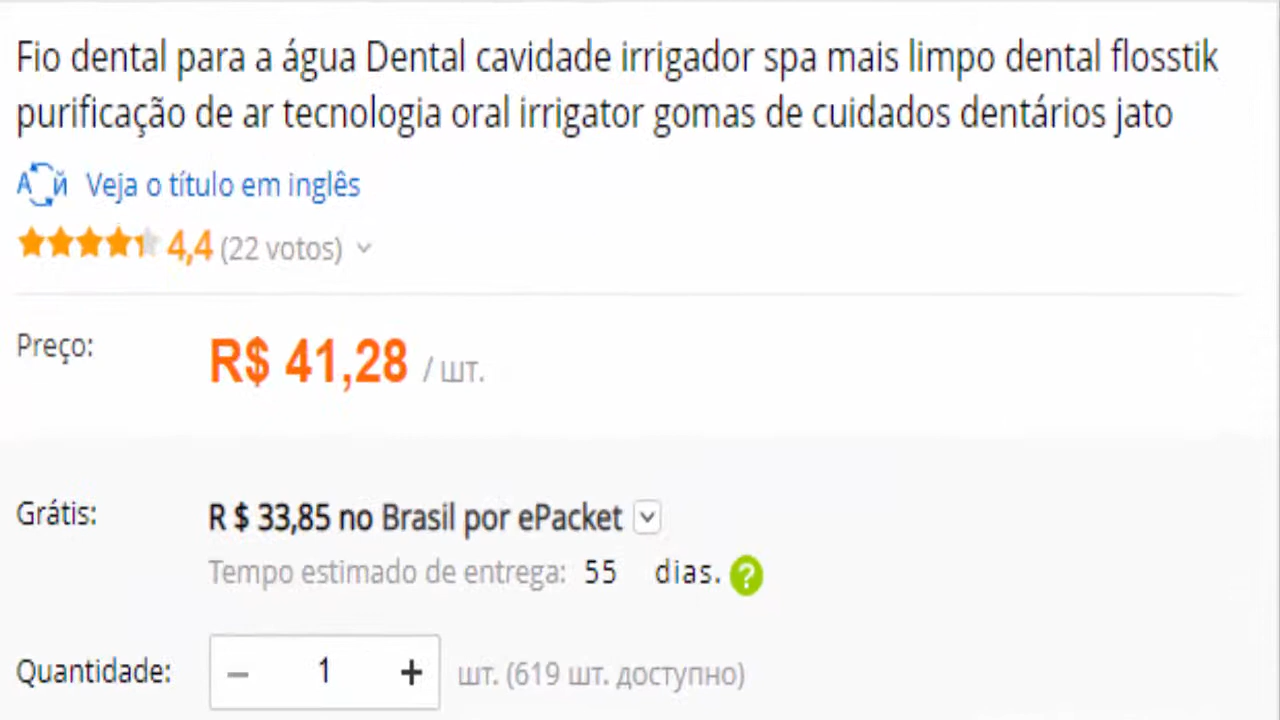 Fio dental para a água Dental cavidade irrigador spa mais limpo dental flosstik
purificação de ar tecnologia oral irrigator gomas de cuidados dentários jato
А й Veja o título em inglês
4,4 (22 votos)
Preço: R$ 41,28 / шт.
Grátis: R $ 33,85 no Brasil por ePacket
Tempo estimado de entrega: 55 dias. ?
Quantidade: − 1 + шт. (619 шт. доступно)